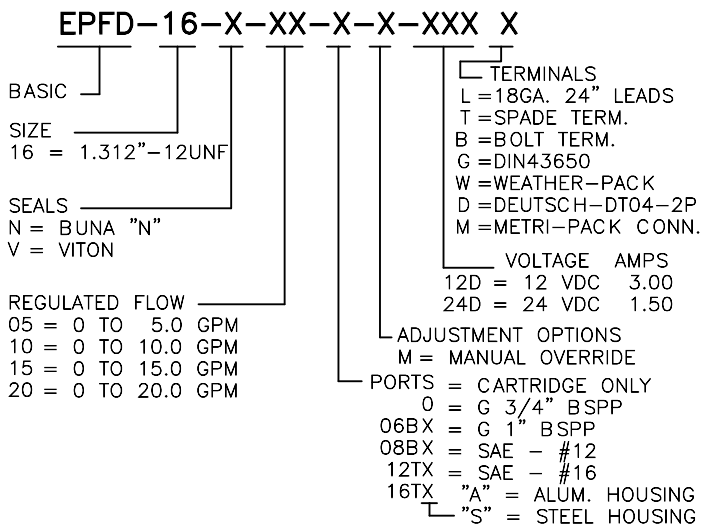 EPFD-16-X-XX-X-X-XXX X
BASIC
SIZE
16 = 1.312"-12UNF
SEALS
N = BUNA "N"
V = VITON
REGULATED FLOW
05 = 0 TO 5.0 GPM
10 = 0 TO 10.0 GPM
15 = 0 TO 15.0 GPM
20 = 0 TO 20.0 GPM
TERMINALS
L =18GA. 24" LEADS
T =SPADE TERM.
B =BOLT TERM.
G =DIN43650
W =WEATHER-PACK
D =DEUTSCH-DT04-2P
M =METRI-PACK CONN.
VOLTAGE AMPS
12D = 12 VDC 3.00
24D = 24 VDC 1.50
ADJUSTMENT OPTIONS
M = MANUAL OVERRIDE
PORTS = CARTRIDGE ONLY
0 = G 3/4" BSPP
06BX = G 1" BSPP
08BX = SAE - #12
12TX = SAE - #16
16TX "A" = ALUM. HOUSING
"S" = STEEL HOUSING